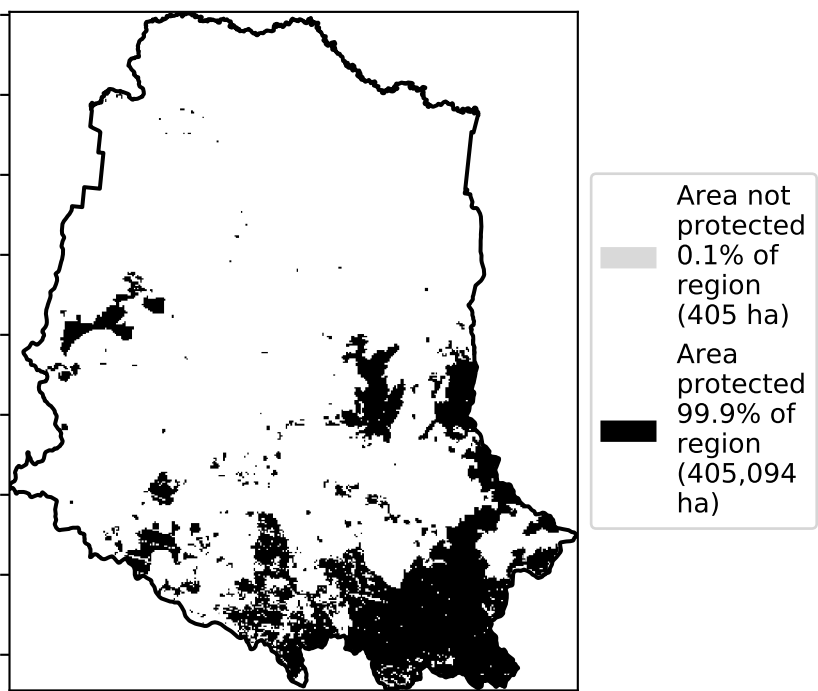 Area not
protected
0.1% of
region
(405 ha)
Area
protected
99.9% of
region
(405,094
ha)